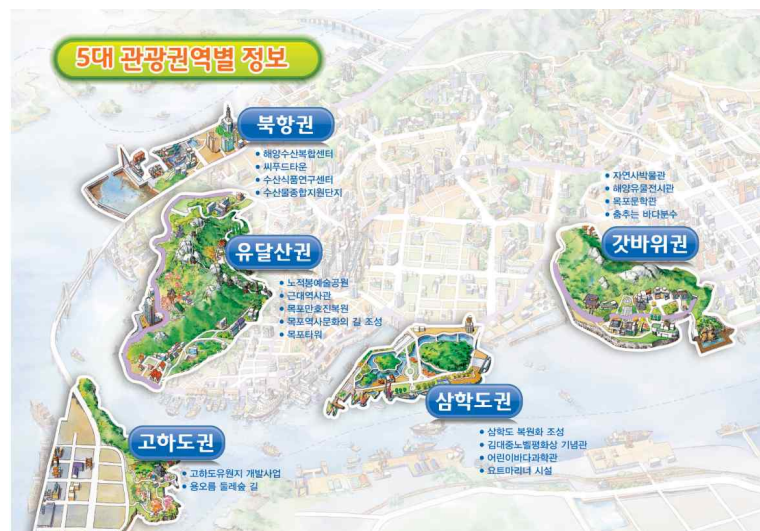 5대 관광권역별 정보
북항권
• 해양수산복합센터
• 씨푸드타운
• 수산식품연구센터
• 수산물종합지원단지
• 자연사박물관
• 해양유물전시관
• 목포문학관
• 춤추는 바다분수
갓바위권
유달산권
• 노적봉예술공원
• 근대역사관
• 목포만호진복원
• 목포역사문화의 길 조성
• 목포타워
삼학도권
• 삼학도 복원화 조성
• 김대중노벨평화상 기념관
• 어린이바다과학관
• 요트마리너 시설
고하도권
• 고하도유원지 개발사업
• 용오름 둘레숲 길